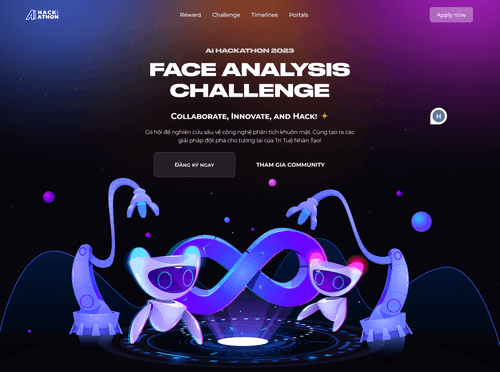 AI HACK
ATHON
Reward
Challenge
Timelines
Portals
Apply now
AI HACKATHON 2023
FACE ANALYSIS
CHALLENGE
COLLABORATE, INNOVATE, AND HACK!
Cơ hội để nghiên cứu sâu về công nghệ phân tích khuôn mặt. Cùng tạo ra các
giải pháp đột phá cho tương lai của Trí Tuệ Nhân Tạo!
ĐĂNG KÝ NGAY
THAM GIA COMMUNITY
H